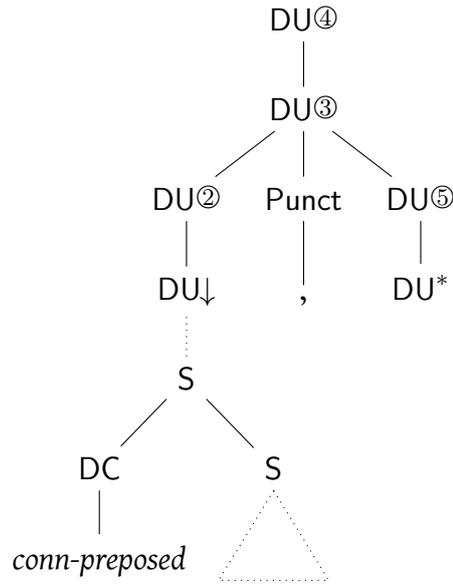 DU④
DU③
DU② Punct DU⑤
DU↓ , DU*
S
DC S
conn-preposed